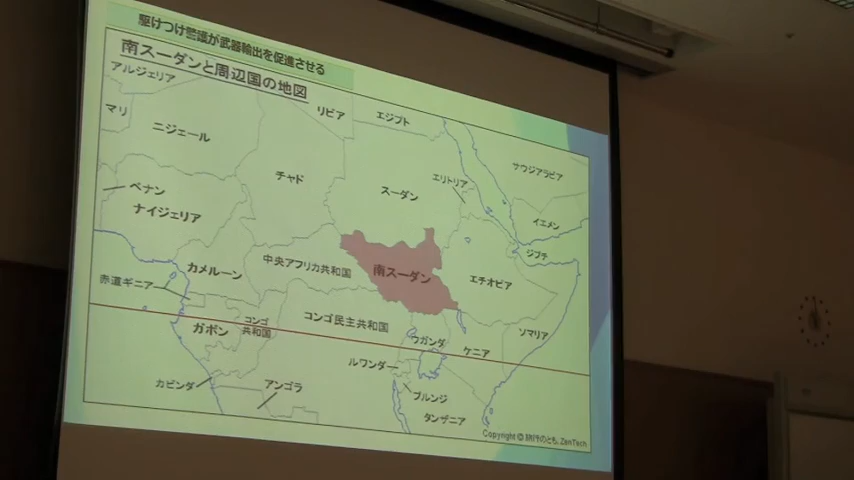 駆けつけ警護が武器輸出を促進させる
南スーダンと周辺国の地図
アルジェリア
リビア
エジプト
マリ
ニジェール
サウジアラビア
チャド
スーダン
エリトリア
ベナン
ナイジェリア
イエメン
ジブチ
カメルーン
中央アフリカ共和国
南スーダン
エチオピア
赤道ギニア
ガボン
コンゴ
共和国
コンゴ民主共和国
ウガンダ
ケニア
ソマリア
ルワンダ
カビンダ
アンゴラ
ブルンジ
タンザニア
Copyright © 旅行のとも、ZenTech